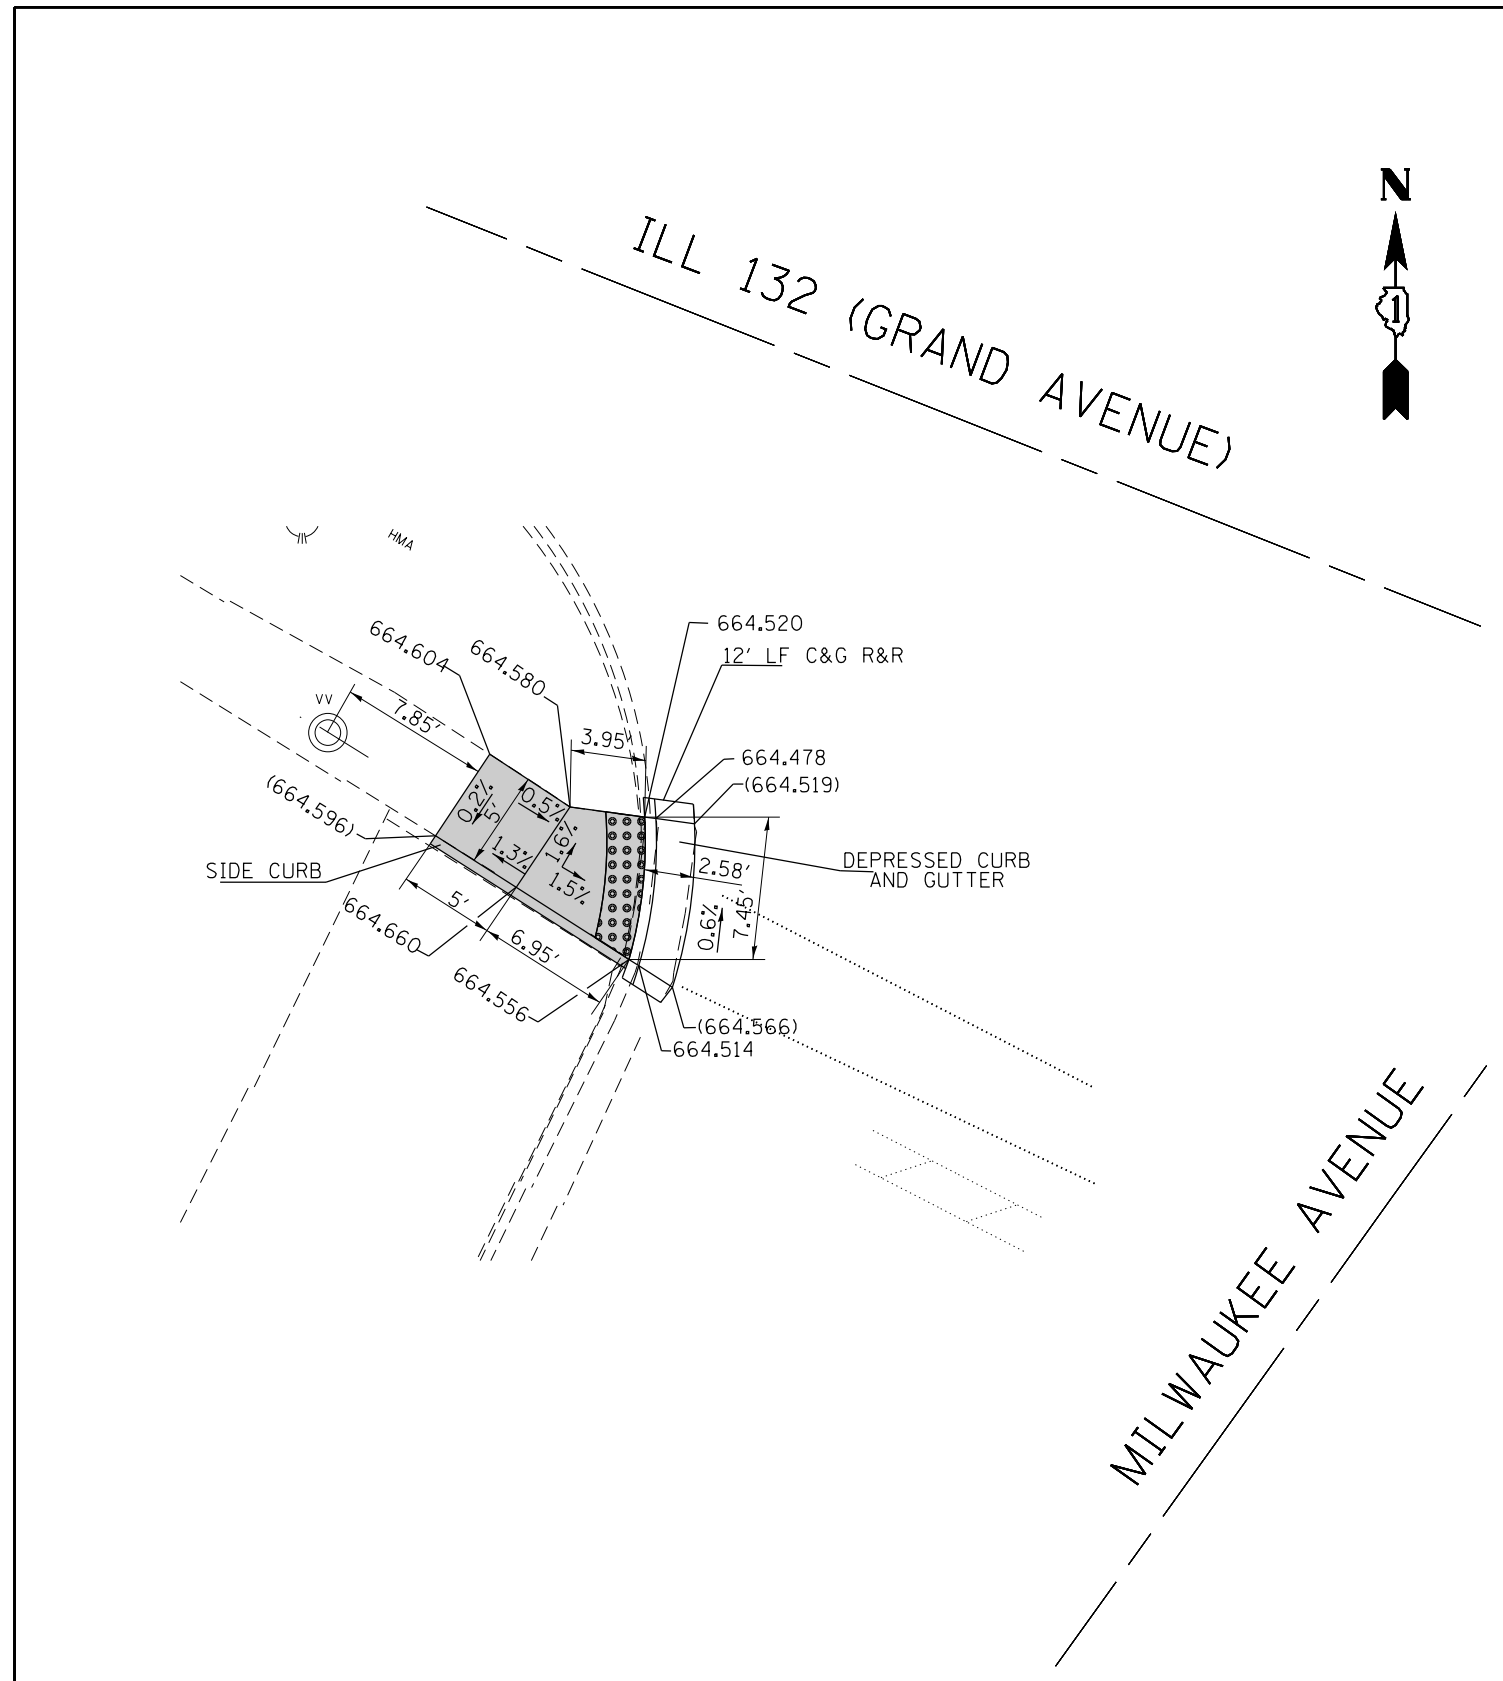 N
1
ILL 132 (GRAND AVENUE)
HMA
664.520
12' LF C&G R&R
664.604
664.580
VV
7.85'
3.95'
664.478
(664.519)
(664.596)
0.2%
5'
0.5%
1.6%
1.3%
1.5%
SIDE CURB
DEPRESSED CURB
AND GUTTER
2.58'
7.45'
0.6%
5'
664.660
6.95'
664.556
(664.566)
664.514
MILWAUKEE AVENUE